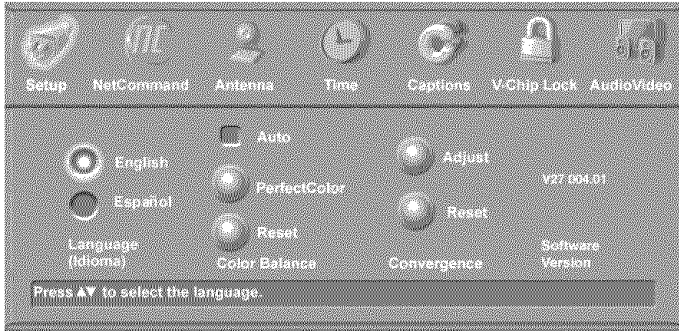 Setup NetCommand Antenna Time Captions V-Chip Lock AudioVideo
Auto
English
Adjust
PerfectColor
V27 004.01
Español
Reset
Reset
Language
(Idioma)
Color Balance
Convergence
Software
Version
Press ▲▼ to select the language.